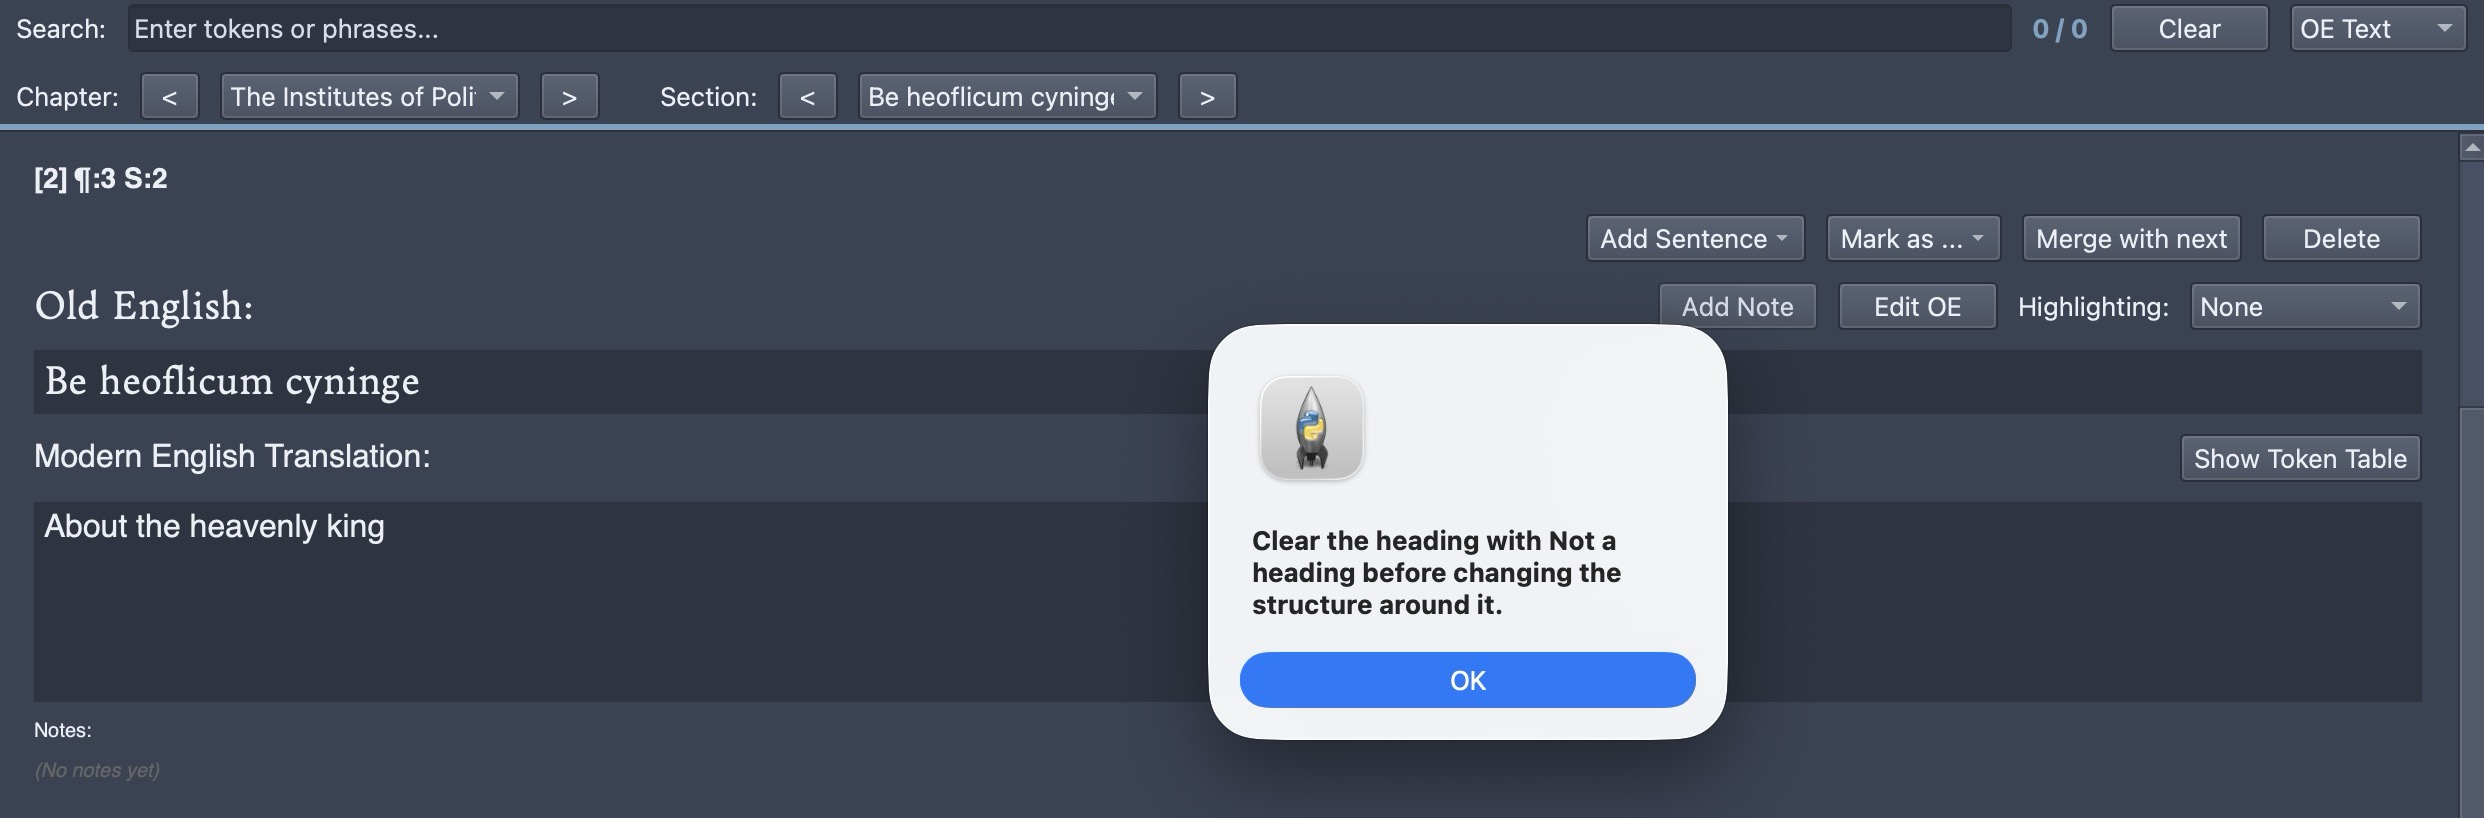 Search: Enter tokens or phrases... 0 / 0 Clear OE Text
Chapter: < The Institutes of Poli > Section: < Be heoflicum cyninge >
[2] ¶:3 S:2
Add Sentence Mark as ... Merge with next Delete
Old English: Add Note Edit OE Highlighting: None
Be heoflicum cyninge
Modern English Translation: Show Token Table
About the heavenly king
Clear the heading with Not a
heading before changing the
structure around it.
OK
Notes:
(No notes yet)